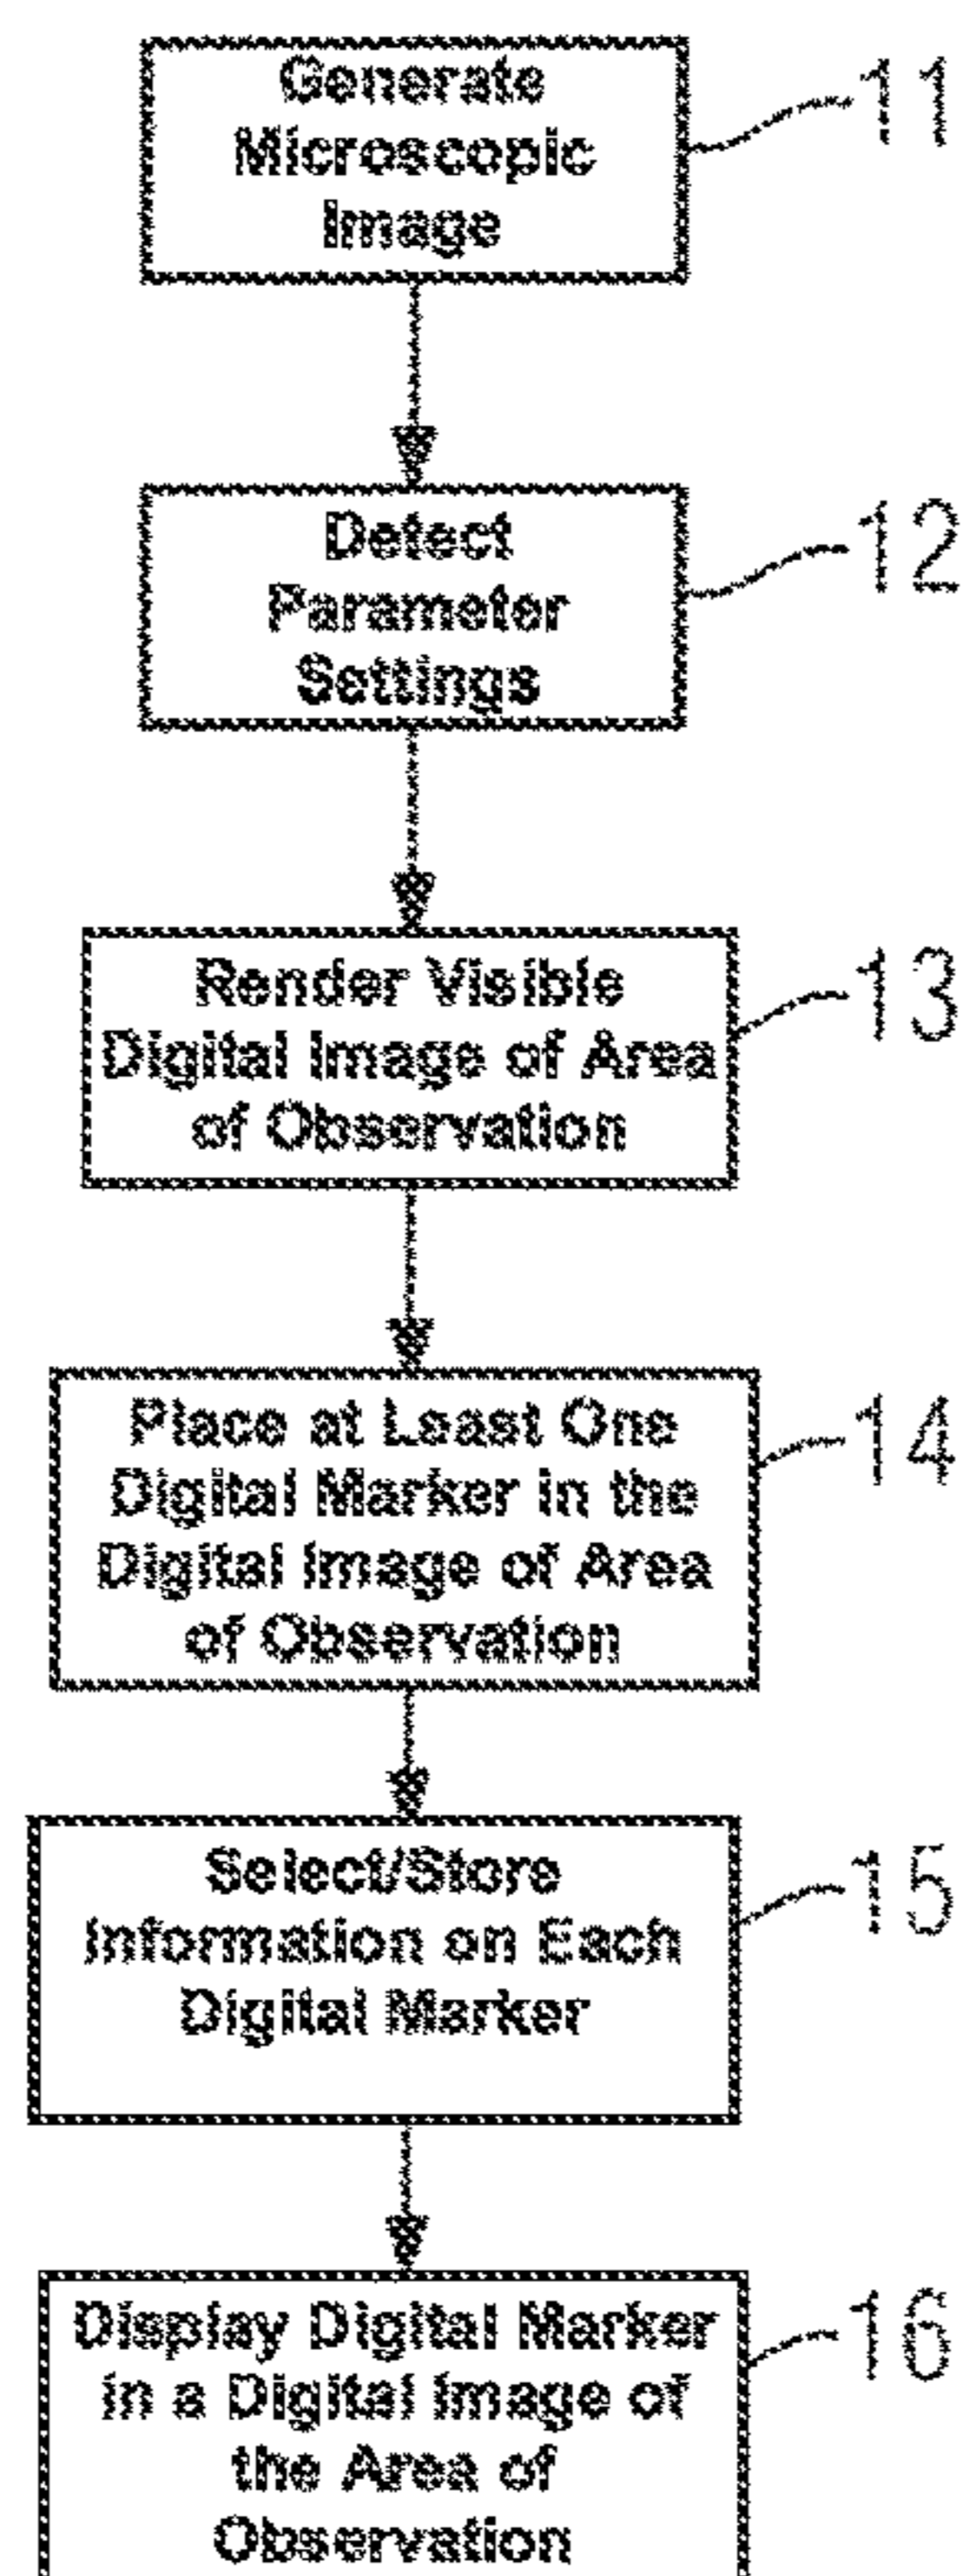 Generate
Microscopic
Image
11
Detect
Parameter
Settings
12
Render Visible
Digital Image of Area
of Observation
13
Place at Least One
Digital Marker in the
Digital Image of Area
of Observation
14
Select/Store
Information on Each
Digital Marker
15
Display Digital Marker
in a Digital Image of
the Area of
Observation
16